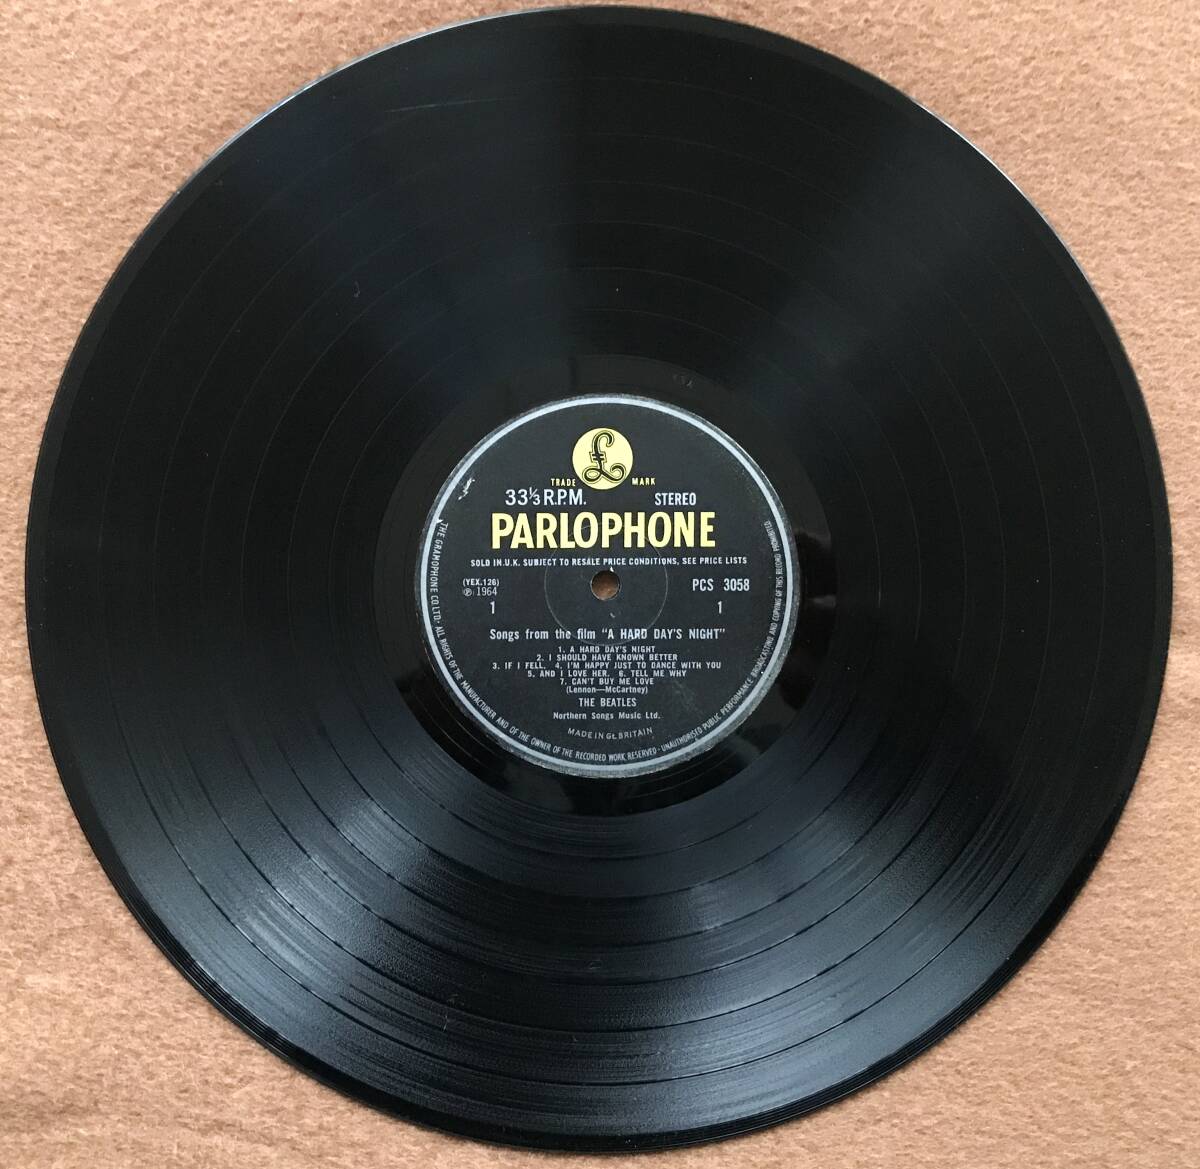 £
TRADE MARK
33⅓ R.P.M. STEREO
PARLOPHONE
SOLD IN U.K. SUBJECT TO RESALE PRICE CONDITIONS, SEE PRICE LISTS
(YEX.126) PCS 3058
℗ 1964
1 1
Songs from the film "A HARD DAY'S NIGHT"
1. A HARD DAY'S NIGHT
2. I SHOULD HAVE KNOWN BETTER
3. IF I FELL. 4. I'M HAPPY JUST TO DANCE WITH YOU
5. AND I LOVE HER. 6. TELL ME WHY
7. CAN'T BUY ME LOVE
(Lennon—McCartney)
THE BEATLES
Northern Songs Music Ltd.
MADE IN Gt. BRITAIN
THE GRAMOPHONE CO. LTD. ALL RIGHTS OF THE MANUFACTURER AND OF THE OWNER OF THE RECORDED WORK RESERVED · UNAUTHORISED PUBLIC PERFORMANCE BROADCASTING AND COPYING OF THIS RECORD PROHIBITED